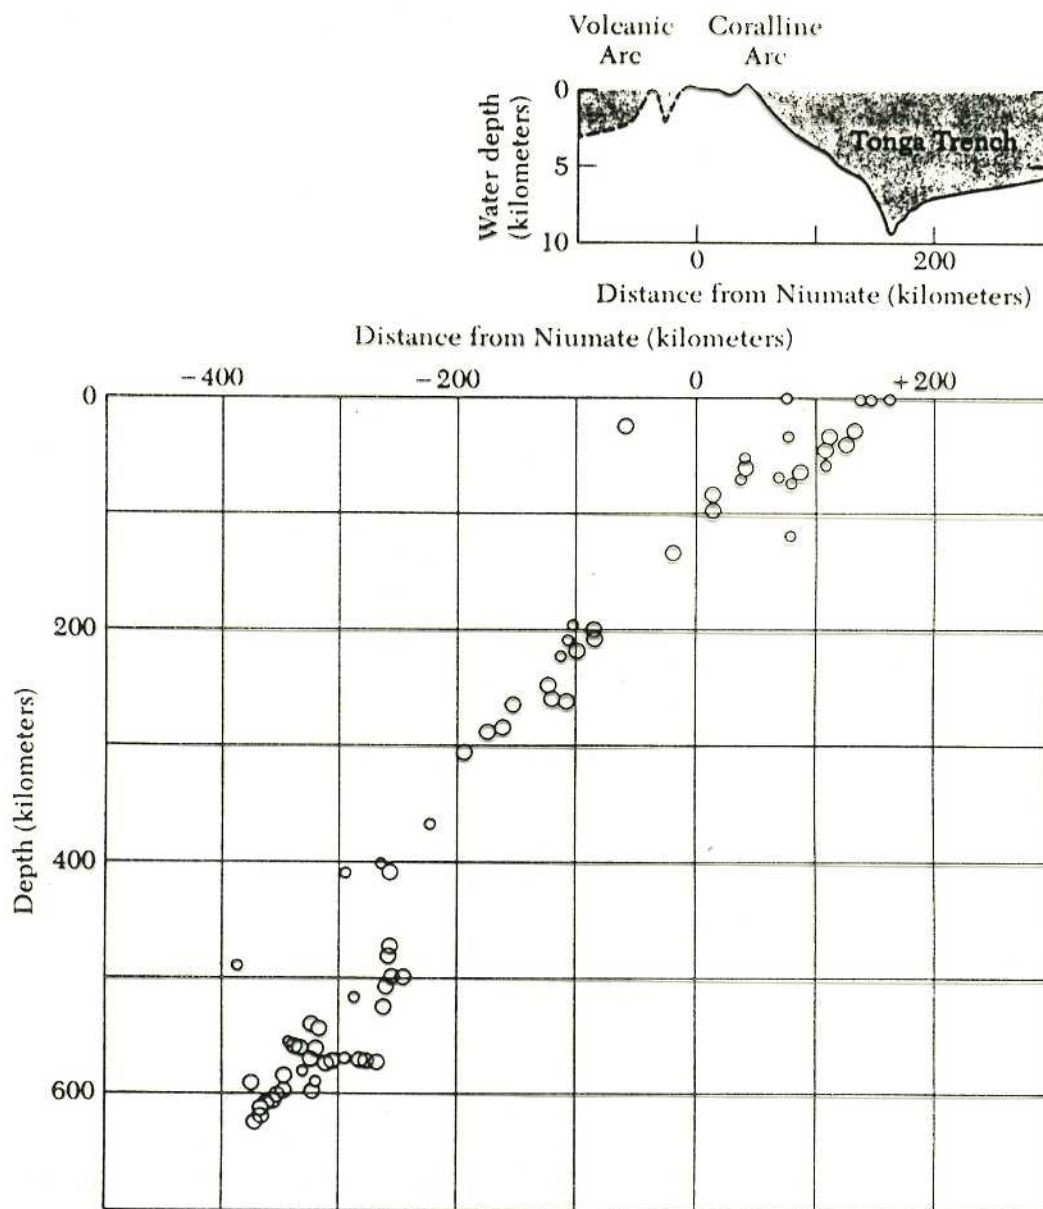 Volcanic Coralline
Arc Arc
Water depth
(kilometers)
0
5
10
Tonga Trench
0 200
Distance from Niumate (kilometers)
Distance from Niumate (kilometers)
−400 −200 0 +200
0
200
400
600
Depth (kilometers)